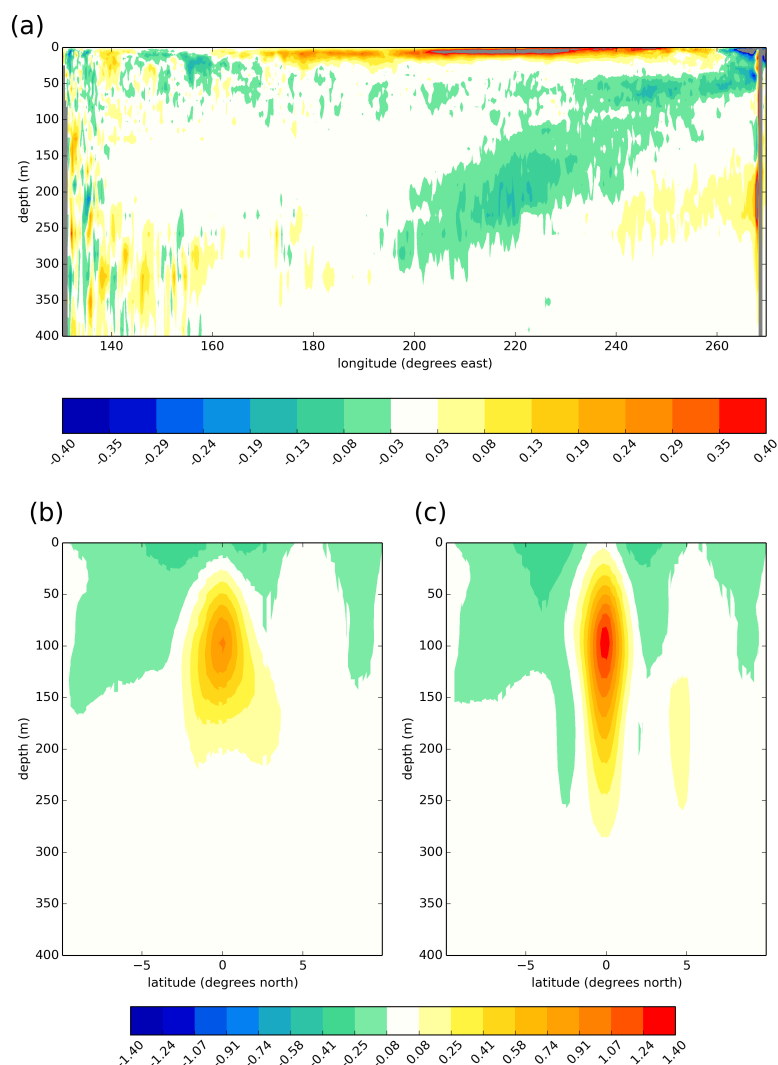 (a)
0
50
100
150
200
250
300
350
400
depth (m)
140 160 180 200 220 240 260
longitude (degrees east)
-0.40 -0.35 -0.29 -0.24 -0.19 -0.13 -0.08 -0.03 0.03 0.08 0.13 0.19 0.24 0.29 0.35 0.40
(b)
0
50
100
150
200
250
300
350
400
depth (m)
−5 0 5
latitude (degrees north)
(c)
0
50
100
150
200
250
300
350
400
depth (m)
−5 0 5
latitude (degrees north)
-1.40 -1.24 -1.07 -0.91 -0.74 -0.58 -0.41 -0.25 -0.08 0.08 0.25 0.41 0.58 0.74 0.91 1.07 1.24 1.40